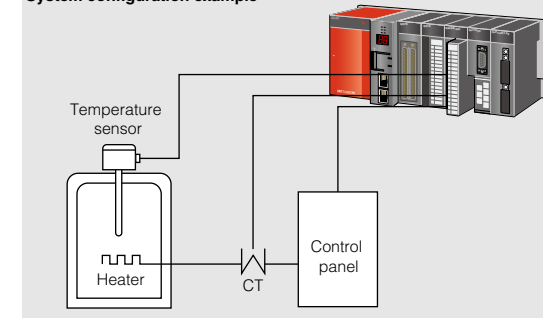 System configuration example
Temperature
sensor
Heater
CT
Control
panel